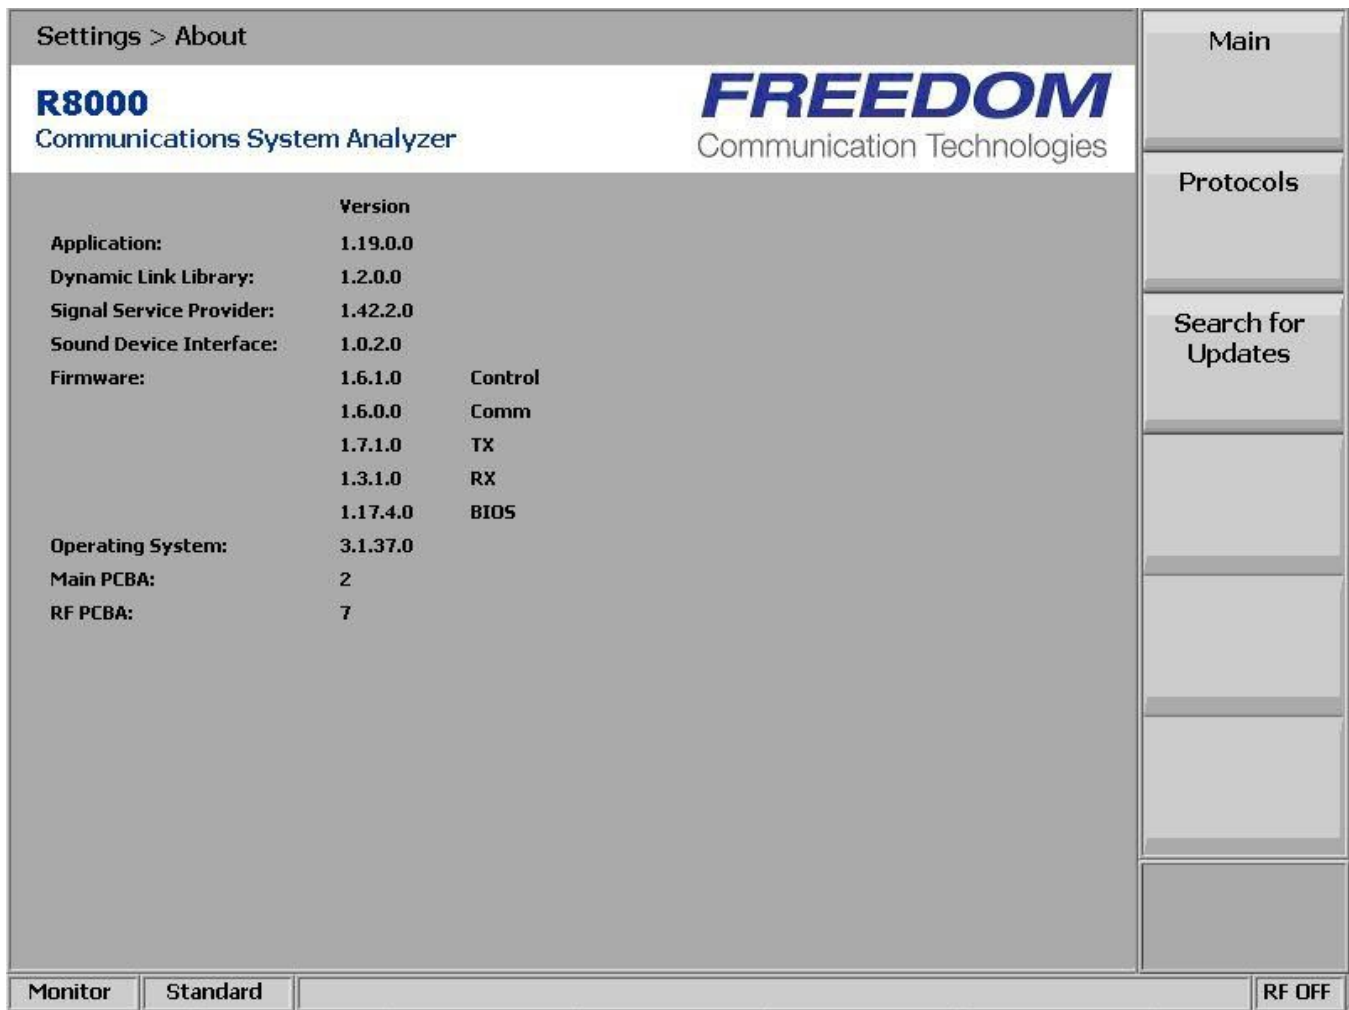 Settings > About
R8000
Communications System Analyzer
FREEDOM
Communication Technologies
Version
Application: 1.19.0.0
Dynamic Link Library: 1.2.0.0
Signal Service Provider: 1.42.2.0
Sound Device Interface: 1.0.2.0
Firmware: 1.6.1.0 Control
1.6.0.0 Comm
1.7.1.0 TX
1.3.1.0 RX
1.17.4.0 BIOS
Operating System: 3.1.37.0
Main PCBA: 2
RF PCBA: 7
Main
Protocols
Search for
Updates
Monitor Standard RF OFF